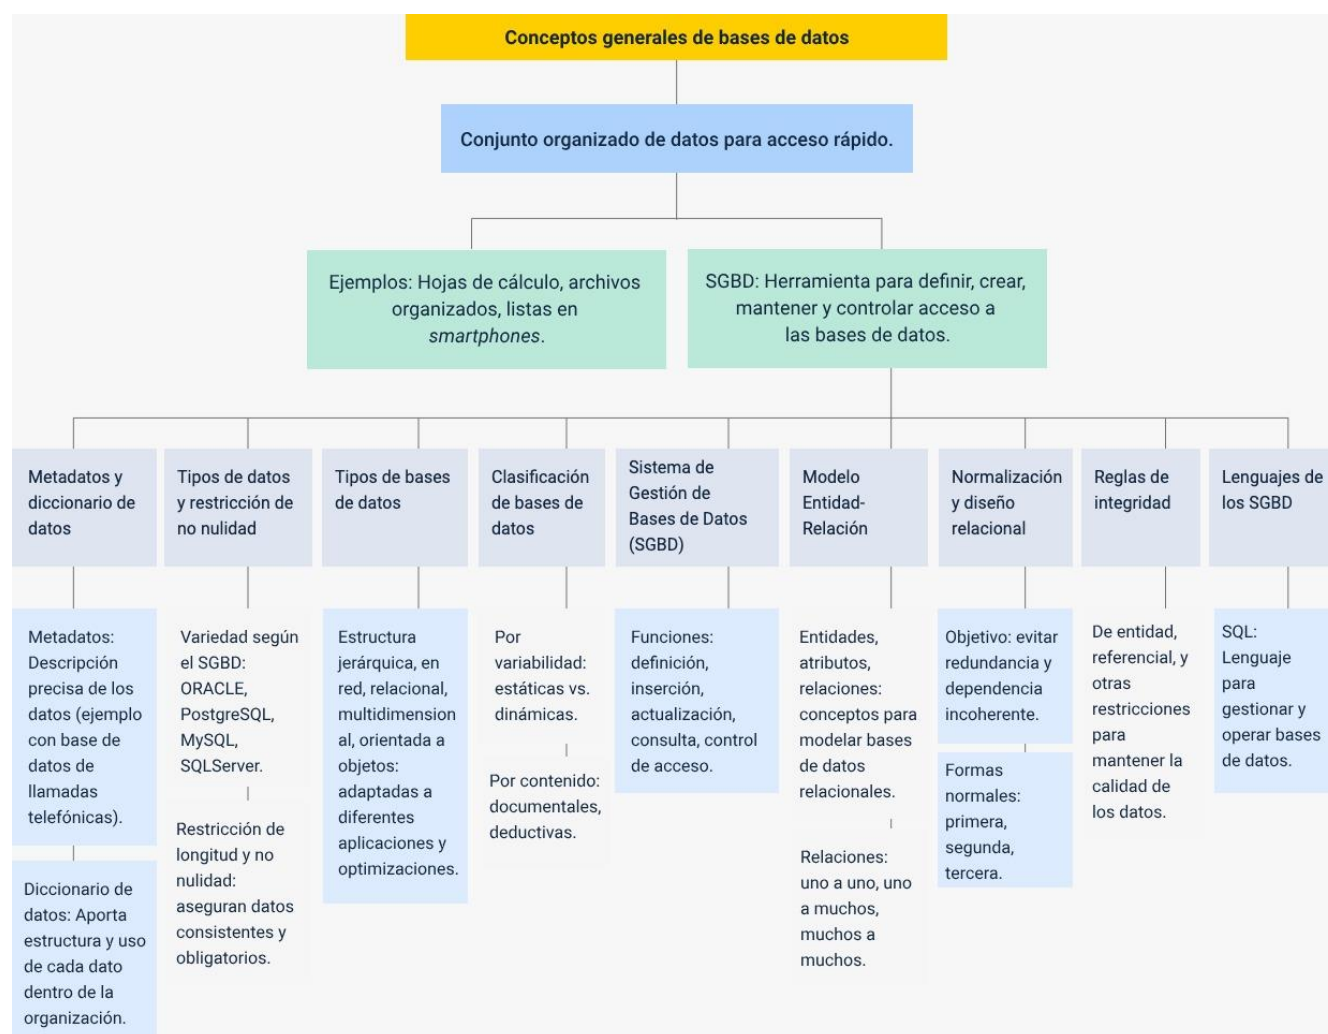 Conceptos generales de bases de datos
Conjunto organizado de datos para acceso rápido.
Ejemplos: Hojas de cálculo, archivos
organizados, listas en
smartphones.
SGBD: Herramienta para definir, crear,
mantener y controlar acceso a
las bases de datos.
Metadatos y
diccionario de
datos
Tipos de datos
y restricción de
no nulidad
Tipos de bases
de datos
Clasificación
de bases de
datos
Sistema de
Gestión de
Bases de Datos
(SGBD)
Modelo
Entidad-
Relación
Normalización
y diseño
relacional
Reglas de
integridad
Lenguajes de
los SGBD
Metadatos:
Descripción
precisa de los
datos (ejemplo
con base de
datos de
llamadas
telefónicas).
Diccionario de
datos: Aporta
estructura y uso
de cada dato
dentro de la
organización.
Variedad según
el SGBD:
ORACLE,
PostgreSQL,
MySQL,
SQLServer.
Restricción de
longitud y no
nulidad:
aseguran datos
consistentes y
obligatorios.
Estructura
jerárquica, en
red, relacional,
multidimension
al, orientada a
objetos:
adaptadas a
diferentes
aplicaciones y
optimizaciones.
Por
variabilidad:
estáticas vs.
dinámicas.
Por contenido:
documentales,
deductivas.
Funciones:
definición,
inserción,
actualización,
consulta, control
de acceso.
Entidades,
atributos,
relaciones:
conceptos para
modelar bases
de datos
relacionales.
Relaciones:
uno a uno, uno
a muchos,
muchos a
muchos.
Objetivo: evitar
redundancia y
dependencia
incoherente.
Formas
normales:
primera,
segunda,
tercera.
De entidad,
referencial, y
otras
restricciones
para
mantener la
calidad de
los datos.
SQL:
Lenguaje
para
gestionar y
operar bases
de datos.